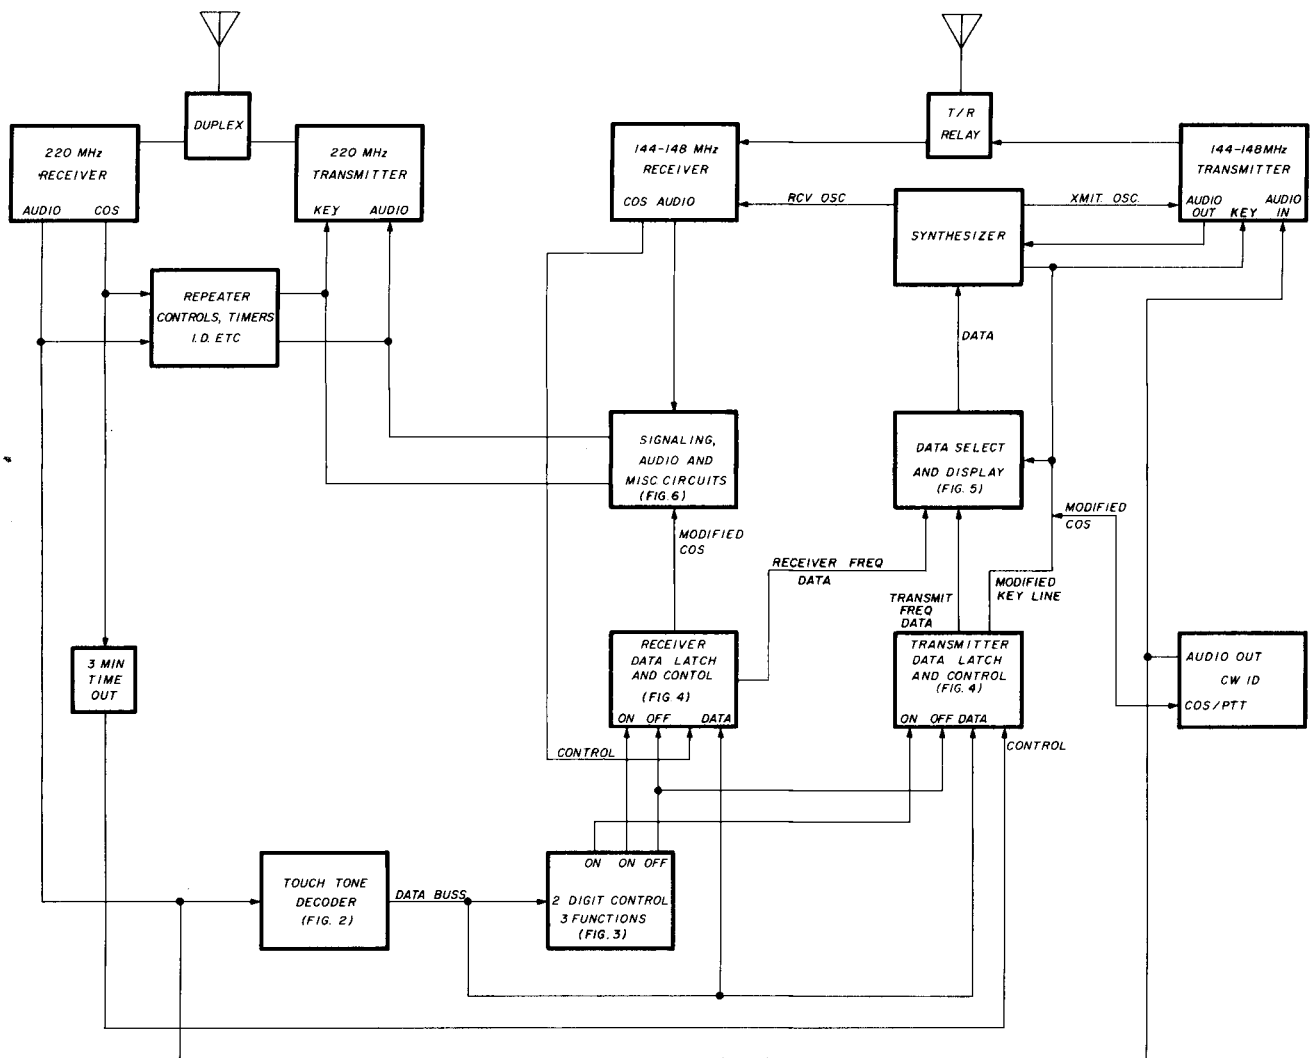 DUPLEX
220 MHz
RECEIVER
AUDIO COS
220 MHz
TRANSMITTER
KEY AUDIO
REPEATER
CONTROLS, TIMERS
I.D. ETC
144-148 MHz
RECEIVER
COS AUDIO
T/R
RELAY
144-148MHz
TRANSMITTER
AUDIO OUT KEY AUDIO IN
RCV OSC
XMIT. OSC.
SYNTHESIZER
DATA
SIGNALING,
AUDIO AND
MISC CIRCUITS
(FIG.6)
DATA SELECT
AND DISPLAY
(FIG. 5)
MODIFIED
COS
MODIFIED
COS
RECEIVER FREQ
DATA
TRANSMIT
FREQ
DATA
MODIFIED
KEY LINE
3 MIN
TIME
OUT
RECEIVER
DATA LATCH
AND CONTOL
(FIG 4)
ON OFF DATA
TRANSMITTER
DATA LATCH
AND CONTROL
(FIG. 4)
ON OFF DATA
AUDIO OUT
CW ID
COS/PTT
CONTROL
CONTROL
TOUCH TONE
DECODER
(FIG. 2)
DATA BUSS
ON ON OFF
2 DIGIT CONTROL
3 FUNCTIONS
(FIG. 3)